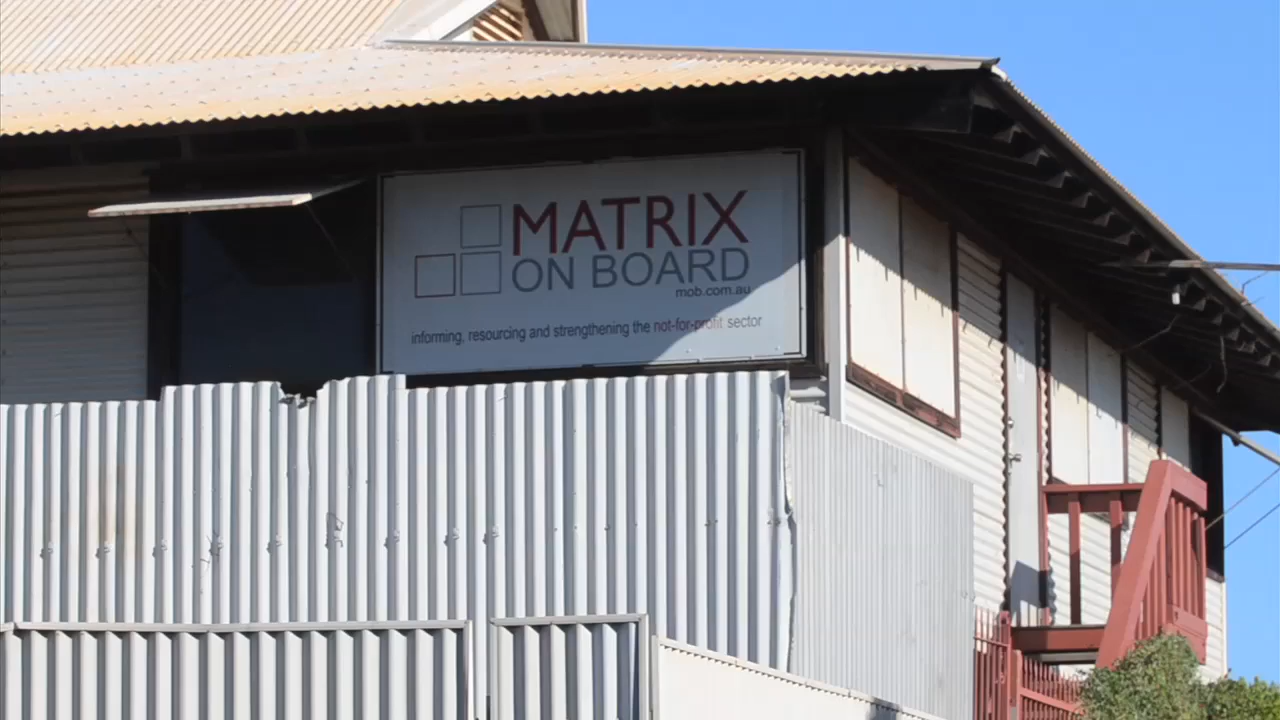 MATRIX
ON BOARD
mob.com.au
informing, resourcing and strengthening the not-for-profit sector